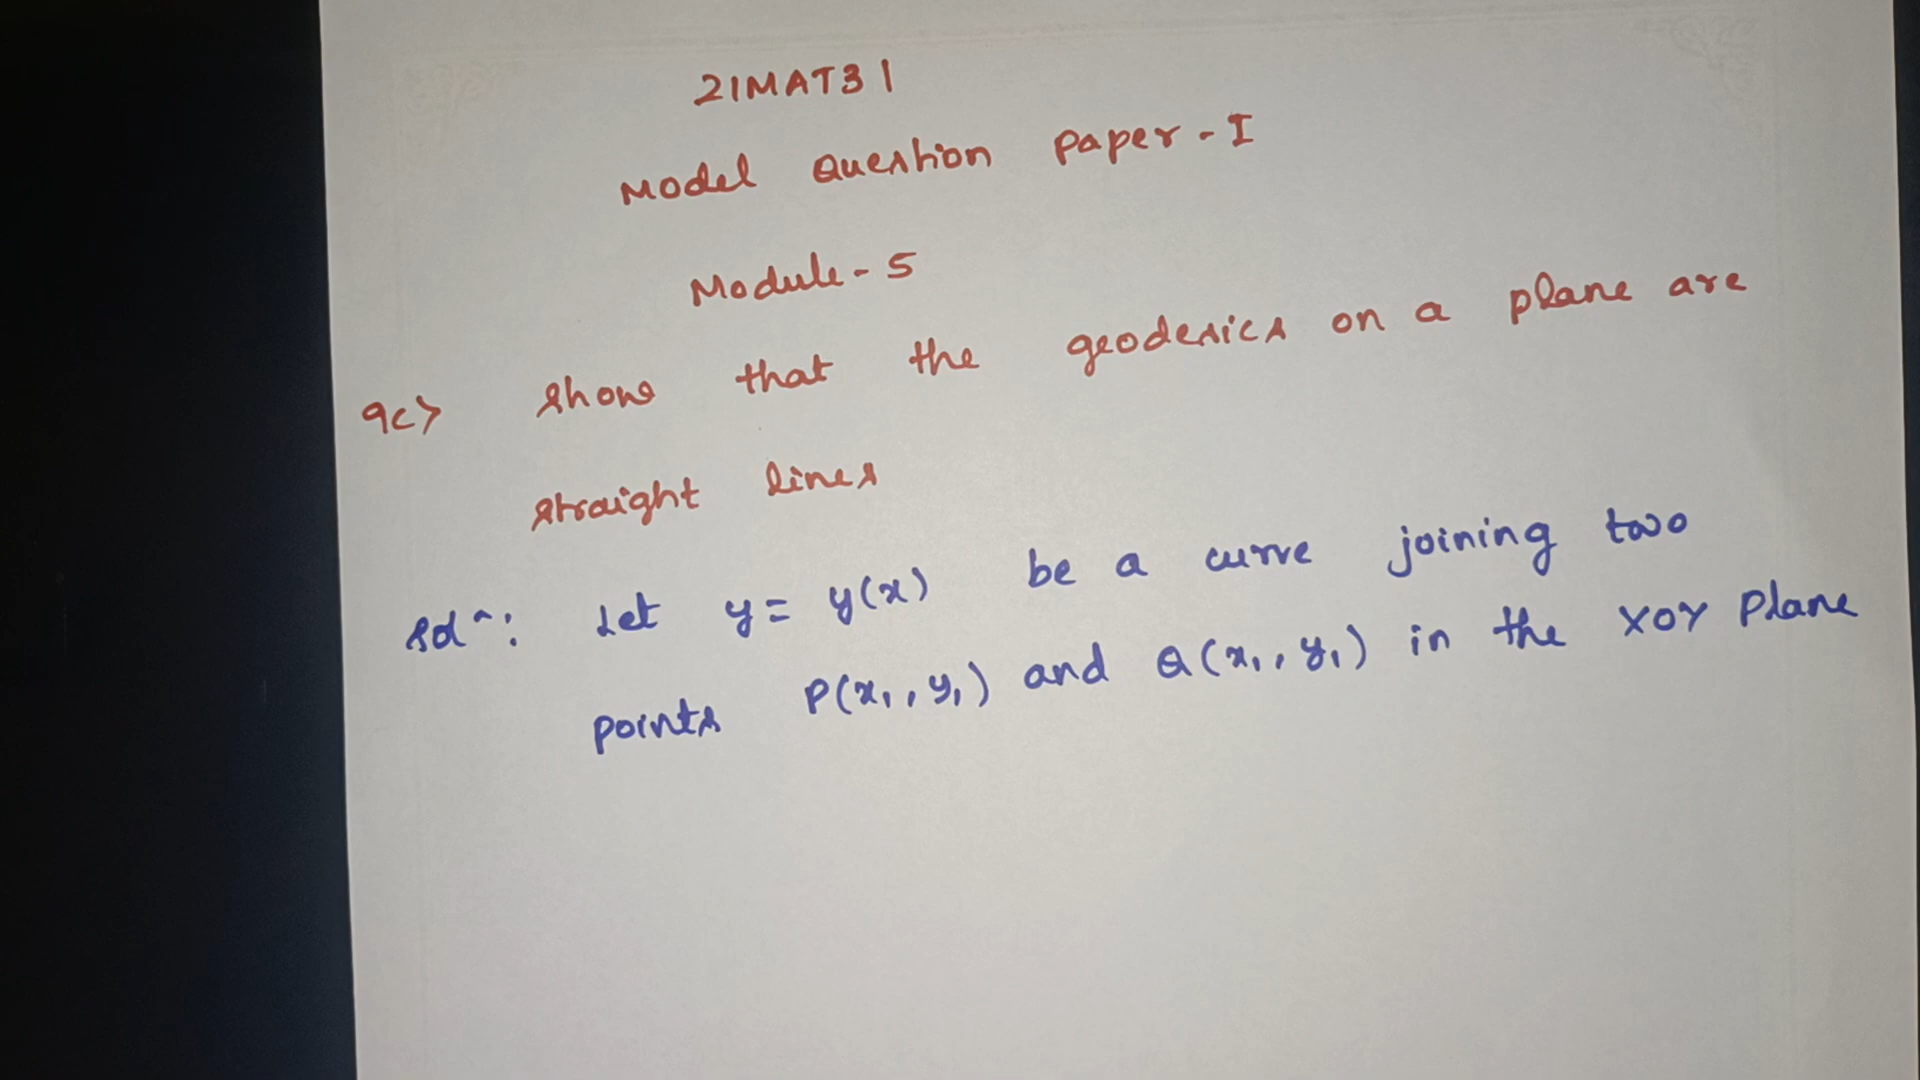 21MAT31
Model Question paper - I
Module - 5
9c> Show that the geodesics on a plane are
straight lines
Sol^n: Let y = y(x) be a curve joining two
points P(x₁, y₁) and Q(x₁, y₁) in the XOY Plane